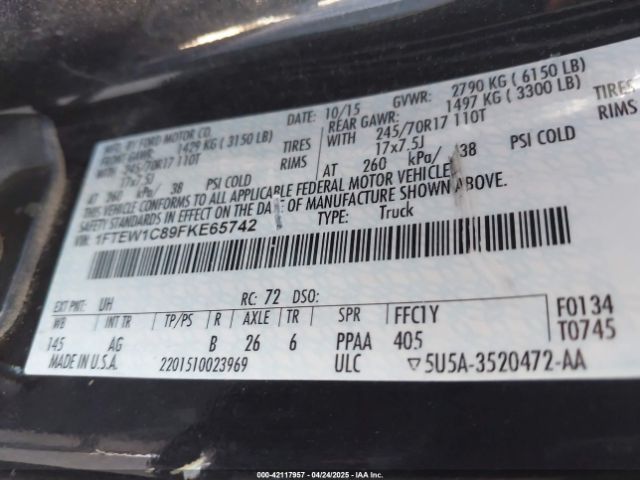 MFG. BY FORD MOTOR CO.
DATE: 10/15 GVWR: 2790 KG ( 6150 LB)
FRONT GAWR: 1429 KG ( 3150 LB) REAR GAWR: 1497 KG ( 3300 LB)
WITH 245/70R17 110T TIRES WITH 245/70R17 110T TIRES
17x7.5J RIMS 17x7.5J RIMS
AT 260 kPa/ 38 PSI COLD AT 260 kPa/ 38 PSI COLD
THIS VEHICLE CONFORMS TO ALL APPLICABLE FEDERAL MOTOR VEHICLE
SAFETY STANDARDS IN EFFECT ON THE DATE OF MANUFACTURE SHOWN ABOVE.
VIN: 1FTEW1C89FKE65742 TYPE: Truck
EXT PNT: UH RC: 72 DSO: F0134
WB INT TR TP/PS R AXLE TR SPR FFC1Y T0745
145 AG B 26 6 PPAA 405
MADE IN U.S.A. 2201510023969 ULC ▽5U5A-3520472-AA
000-42117957 | 04/24/2025 | IAA Inc.